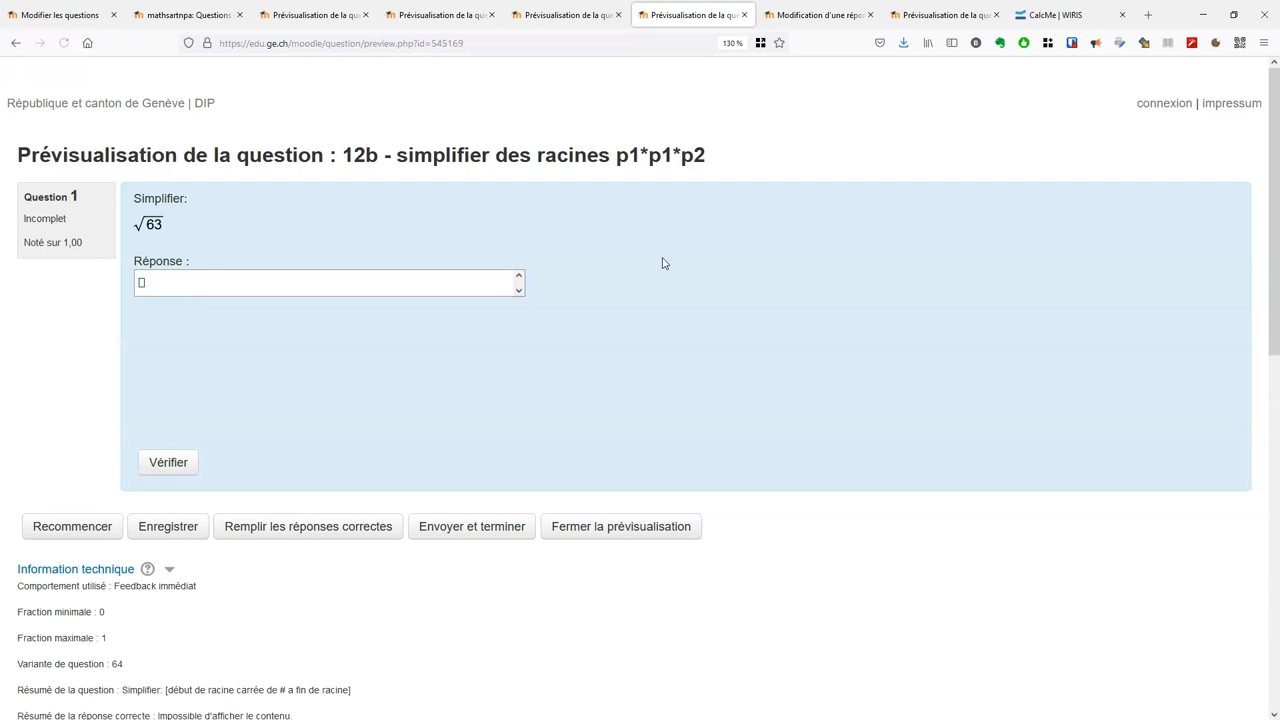 Modifier les questions
mathsartnpa: Questions
Prévisualisation de la que
Prévisualisation de la que
Prévisualisation de la que
Prévisualisation de la que
Modification d'une répon
Prévisualisation de la que
CalcMe | WIRIS
https://edu.ge.ch/moodle/question/preview.php?id=545169
130 %
République et canton de Genève | DIP
connexion | impressum
Prévisualisation de la question : 12b - simplifier des racines p1*p1*p2
Question 1
Incomplet
Noté sur 1,00
Simplifier:
√63
Réponse :
Vérifier
Recommencer
Enregistrer
Remplir les réponses correctes
Envoyer et terminer
Fermer la prévisualisation
Information technique
Comportement utilisé : Feedback immédiat
Fraction minimale : 0
Fraction maximale : 1
Variante de question : 64
Résumé de la question : Simplifier: [début de racine carrée de # a fin de racine]
Résumé de la réponse correcte : Impossible d'afficher le contenu.